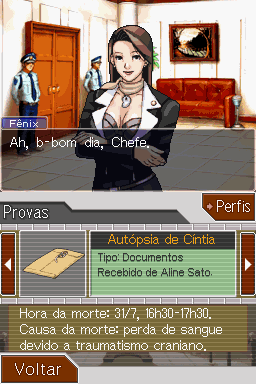 Fênix
Ah, b-bom dia, Chefe.
Provas
Perfis
Autópsia de Cíntia
Tipo: Documentos
Recebido de Aline Sato.
Hora da morte: 31/7, 16h30-17h30.
Causa da morte: perda de sangue
devido a traumatismo craniano.
Voltar